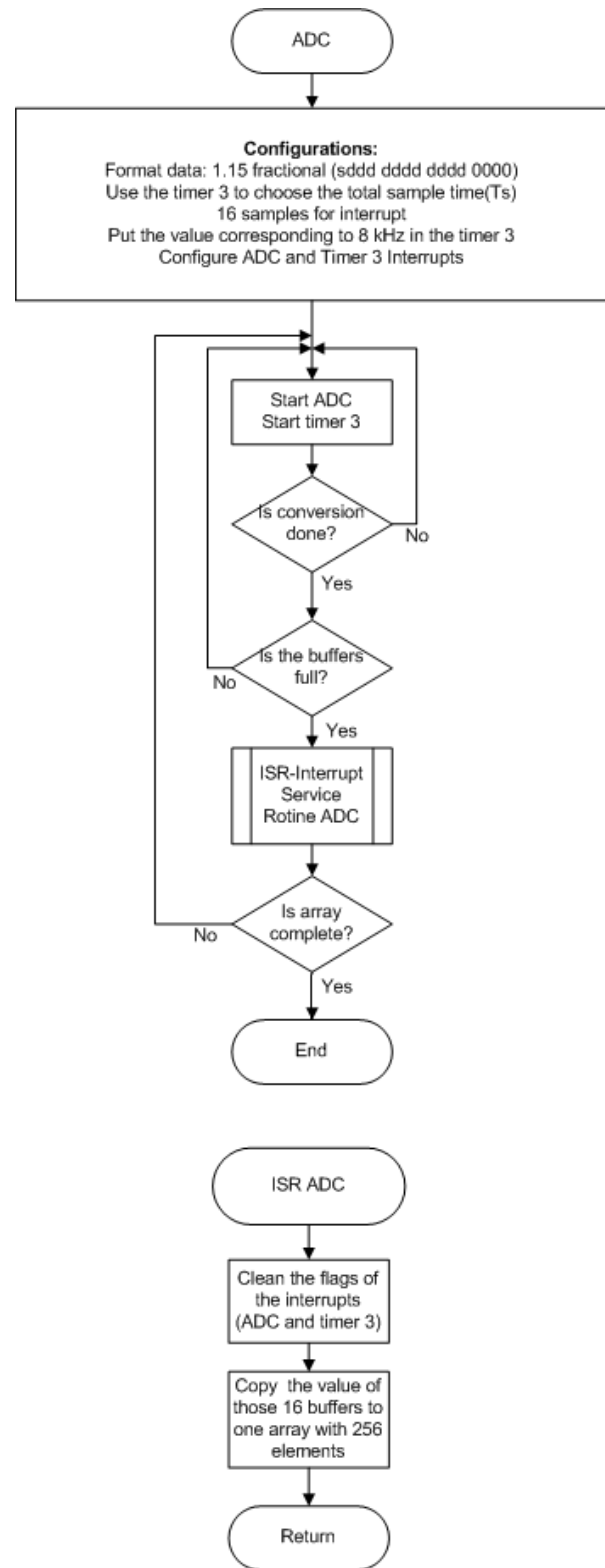 ADC
Configurations:
Format data: 1.15 fractional (sddd dddd dddd 0000)
Use the timer 3 to choose the total sample time(Ts)
16 samples for interrupt
Put the value corresponding to 8 kHz in the timer 3
Configure ADC and Timer 3 Interrupts
Start ADC
Start timer 3
Is conversion
done?
No
Yes
Is the buffers
full?
No
Yes
ISR-Interrupt
Service
Rotine ADC
Is array
complete?
No
Yes
End
ISR ADC
Clean the flags of
the interrupts
(ADC and timer 3)
Copy the value of
those 16 buffers to
one array with 256
elements
Return